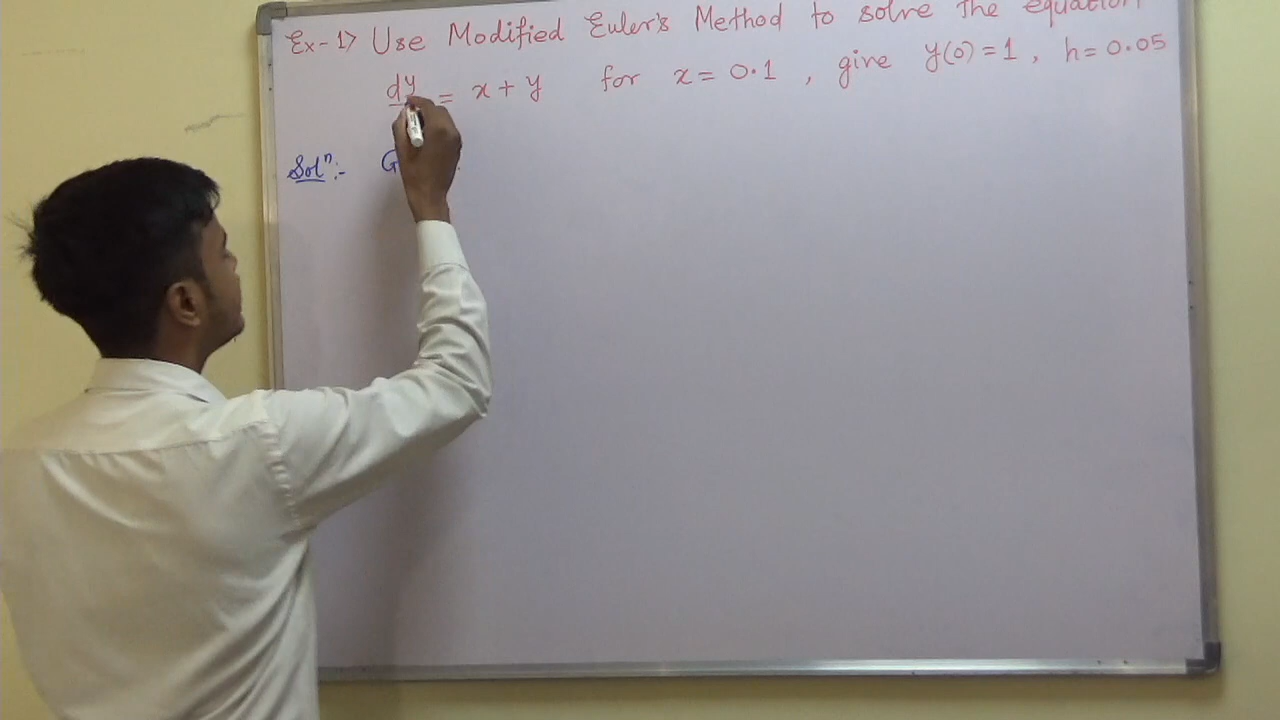 Ex-1> Use Modified Euler's Method to solve the equation
dy = x + y for x = 0.1 , give y(0) = 1 , h = 0.05
Solⁿ:-